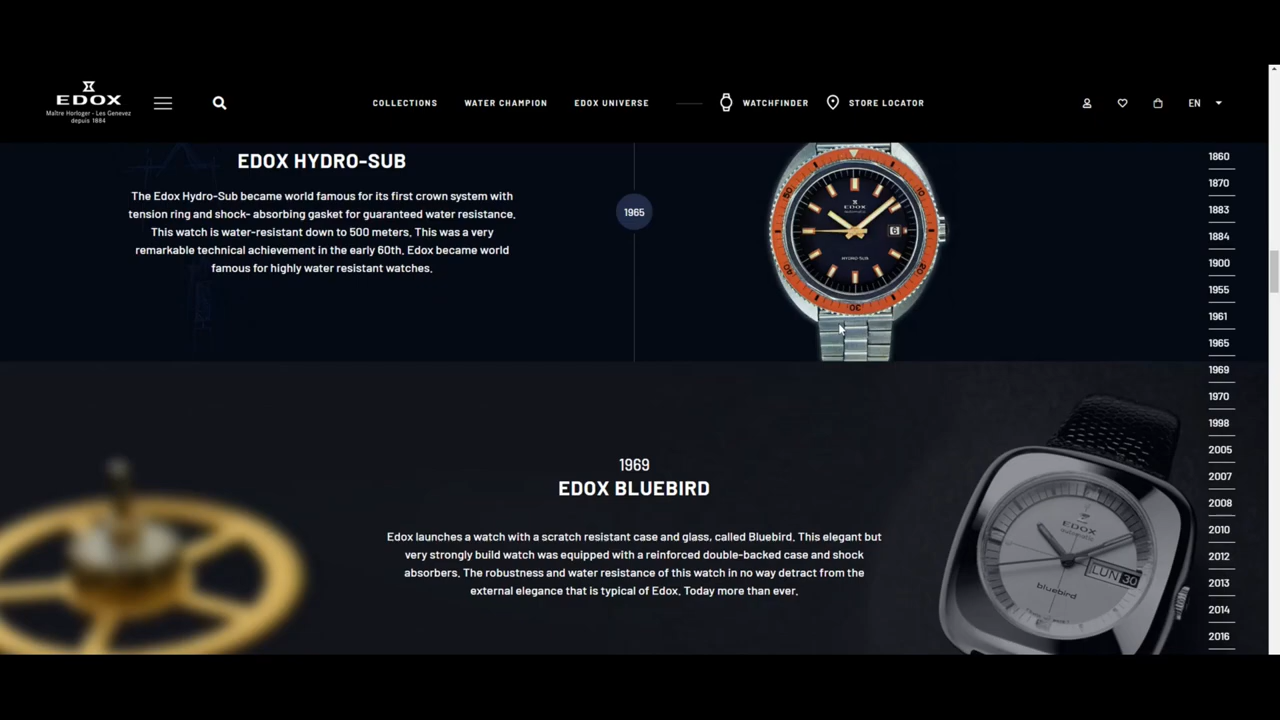 EDOX
Maître Horloger - Les Genevez
depuis 1884
COLLECTIONS
WATER CHAMPION
EDOX UNIVERSE
WATCHFINDER
STORE LOCATOR
EN
EDOX HYDRO-SUB
The Edox Hydro-Sub became world famous for its first crown system with
tension ring and shock- absorbing gasket for guaranteed water resistance.
This watch is water-resistant down to 500 meters. This was a very
remarkable technical achievement in the early 60th. Edox became world
famous for highly water resistant watches.
1965
10
20
30
40
50
EDOX
6
HYDRO-SUB
1969
EDOX BLUEBIRD
Edox launches a watch with a scratch resistant case and glass, called Bluebird. This elegant but
very strongly build watch was equipped with a reinforced double-backed case and shock
absorbers. The robustness and water resistance of this watch in no way detract from the
external elegance that is typical of Edox. Today more than ever.
EDOX
automatic
LUN 30
bluebird
1860
1870
1883
1884
1900
1955
1961
1965
1969
1970
1998
2005
2007
2008
2010
2012
2013
2014
2016